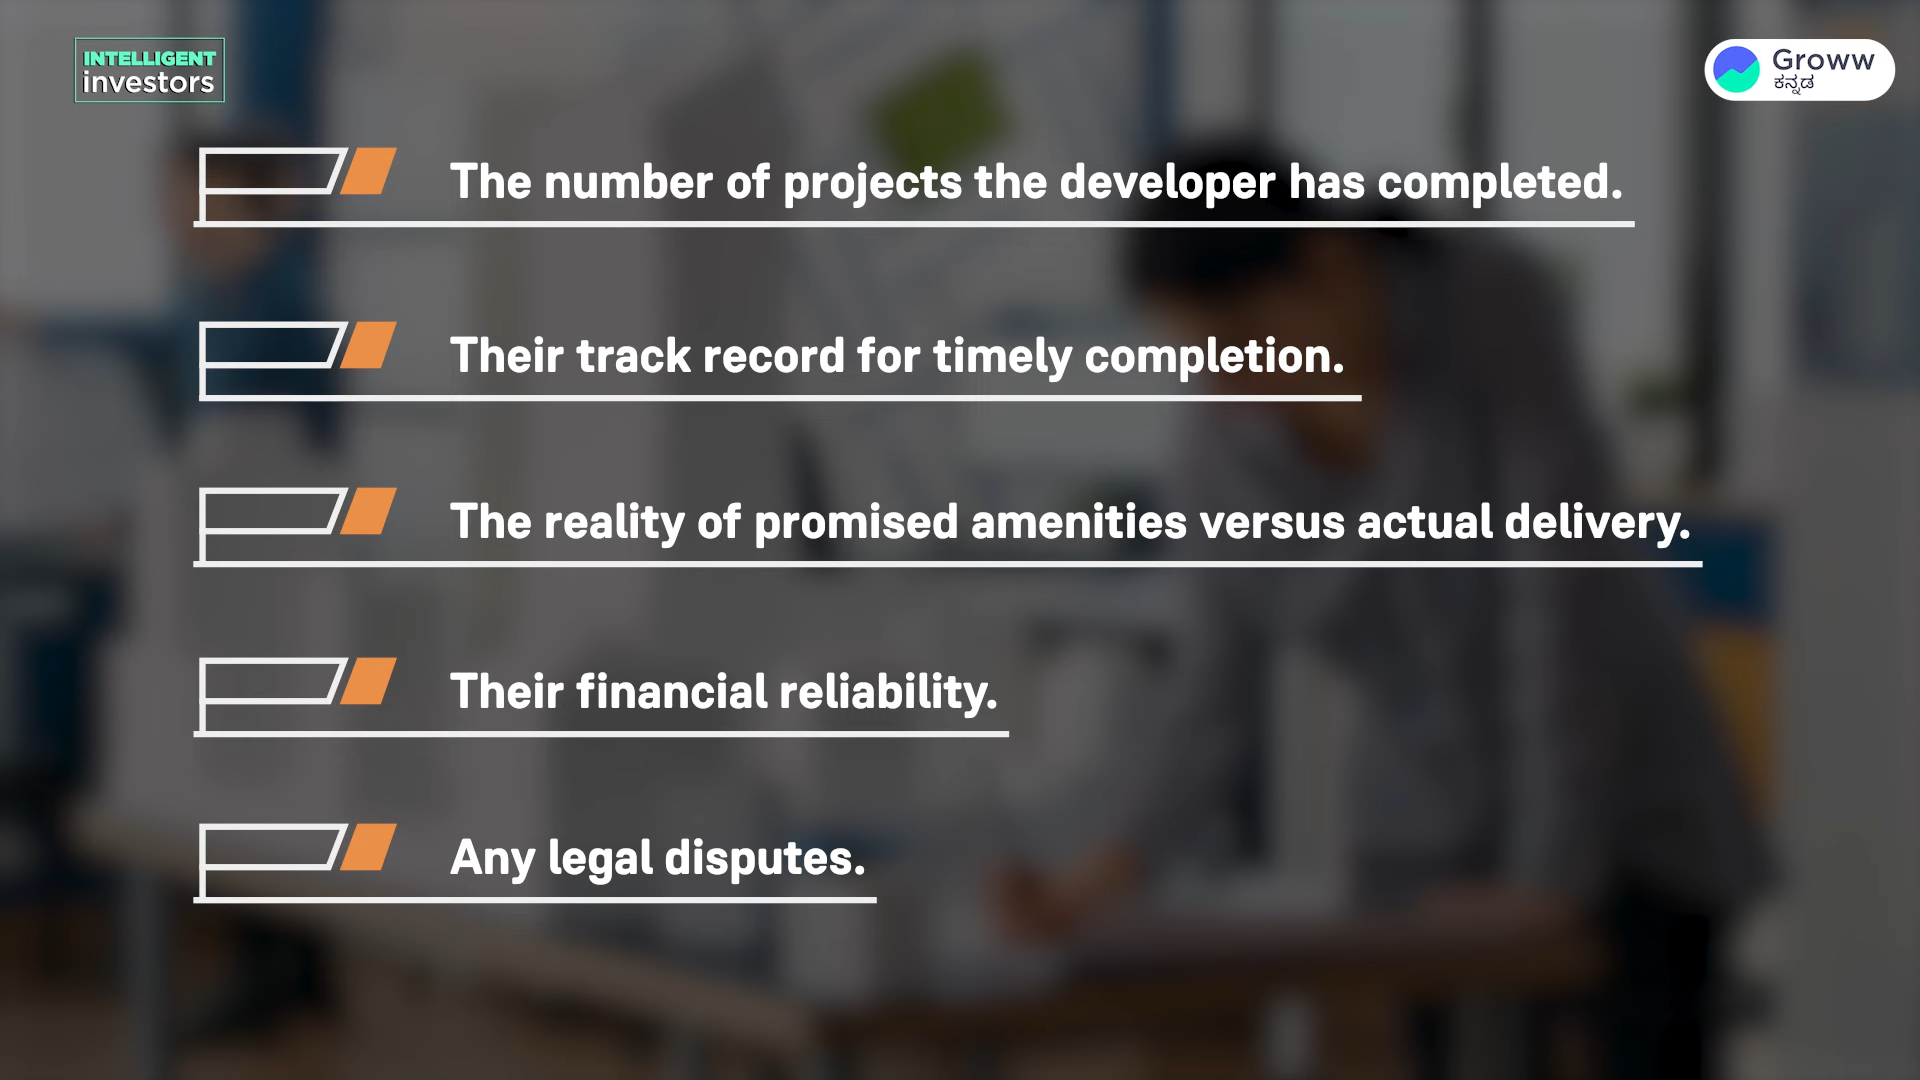 INTELLIGENT
investors
Groww
ಕನ್ನಡ
The number of projects the developer has completed.
Their track record for timely completion.
The reality of promised amenities versus actual delivery.
Their financial reliability.
Any legal disputes.